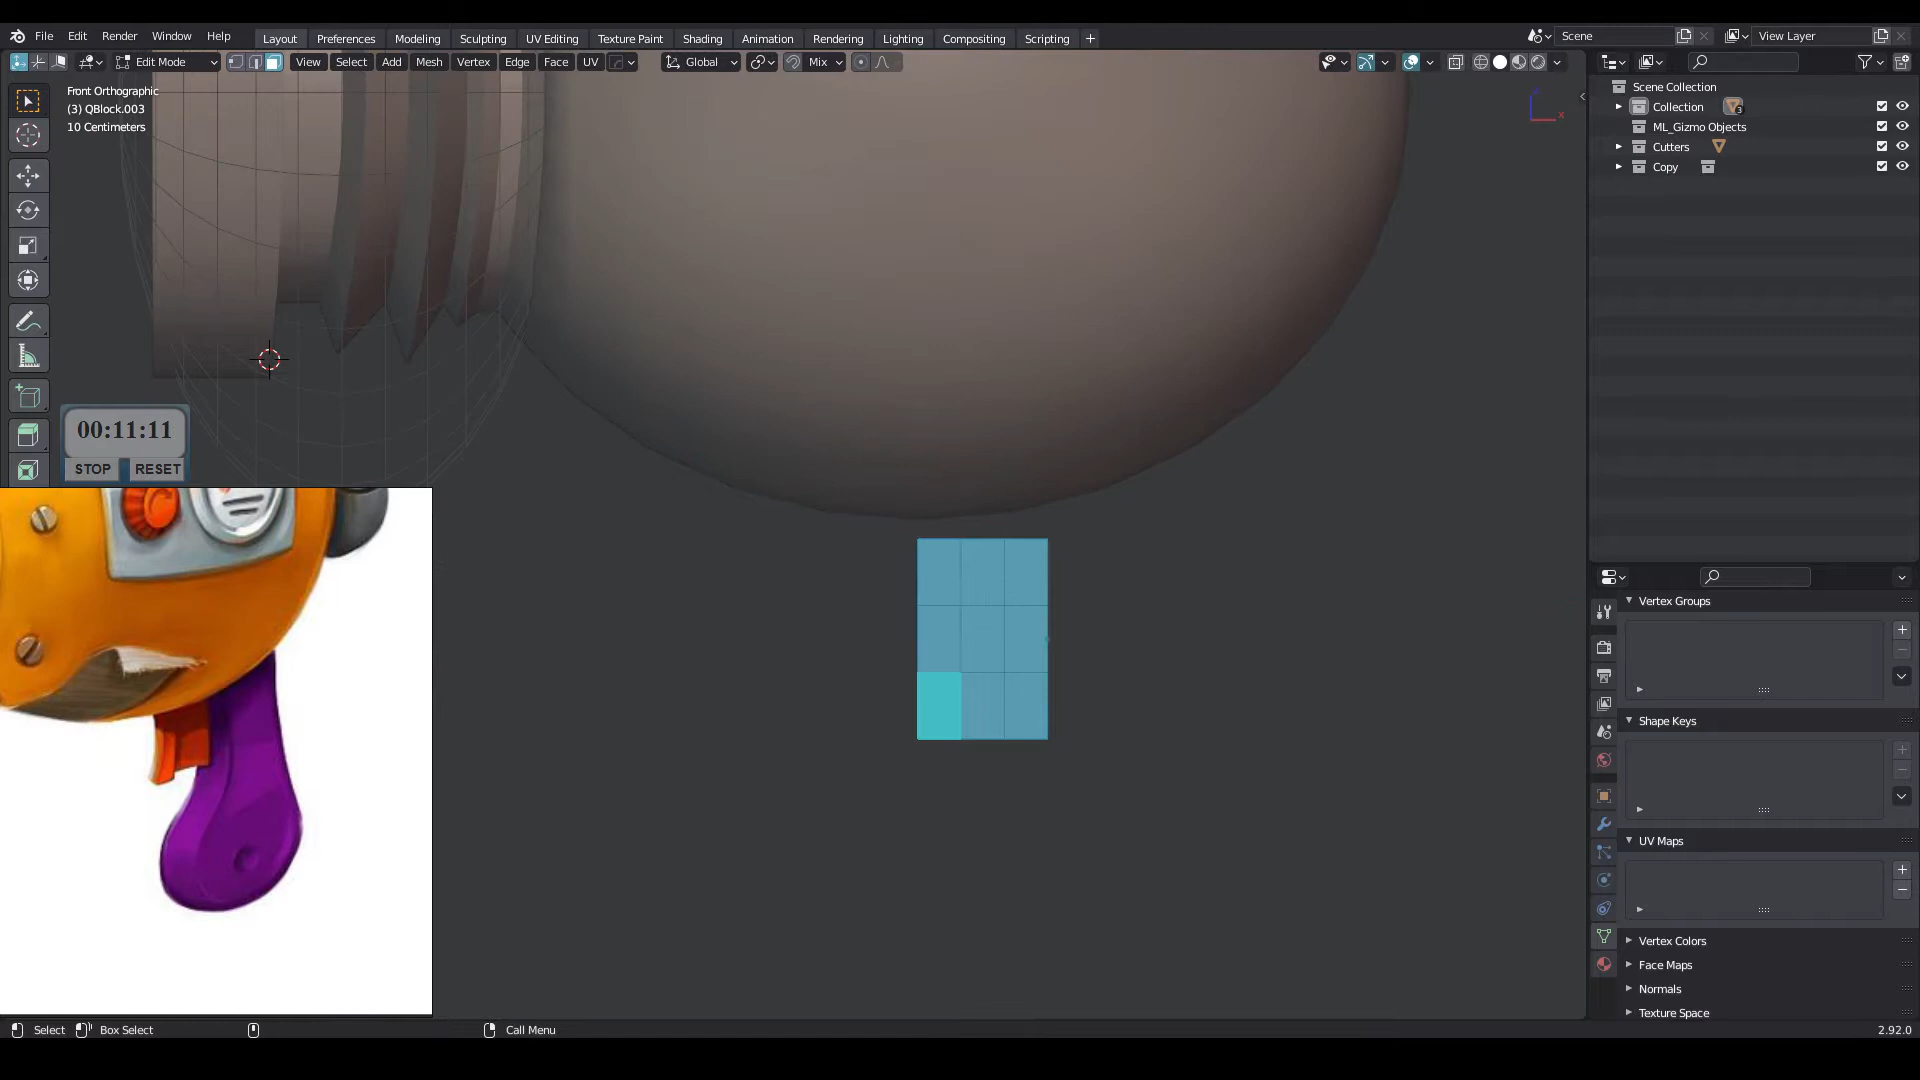 File Edit Render Window Help
Layout Preferences Modeling Sculpting UV Editing Texture Paint Shading Animation Rendering Lighting Compositing Scripting +
Scene
View Layer
Edit Mode
View Select Add Mesh Vertex Edge Face UV
Global
Mix
Front Orthographic
(3) QBlock.003
10 Centimeters
X
Scene Collection
Collection 3
ML_Gizmo Objects
Cutters
Copy
00:11:11
STOP RESET
Vertex Groups
Shape Keys
UV Maps
Vertex Colors
Face Maps
Normals
Texture Space
Select Box Select Call Menu
2.92.0